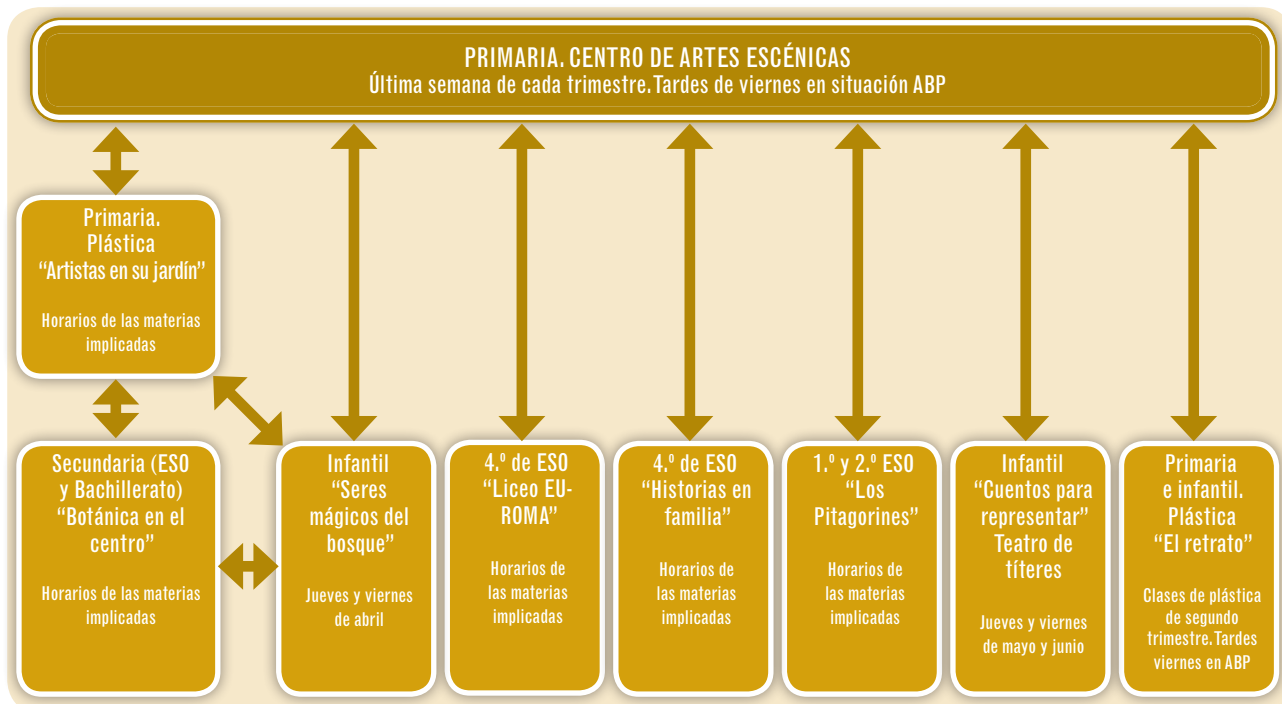 PRIMARIA. CENTRO DE ARTES ESCÉNICAS
Última semana de cada trimestre. Tardes de viernes en situación ABP
Primaria.
Plástica
“Artistas en su jardín”
Horarios de las materias
implicadas
Secundaria (ESO
y Bachillerato)
“Botánica en el
centro”
Horarios de las materias
implicadas
Infantil
“Seres
mágicos del
bosque”
Jueves y viernes
de abril
4.º de ESO
“Liceo EU-
ROMA”
Horarios de
las materias
implicadas
4.º de ESO
“Historias en
familia”
Horarios de
las materias
implicadas
1.º y 2.º ESO
“Los
Pitagorines”
Horarios de
las materias
implicadas
Infantil
“Cuentos para
representar”
Teatro de
títeres
Jueves y viernes
de mayo y junio
Primaria
e infantil.
Plástica
“El retrato”
Clases de plástica
de segundo
trimestre. Tardes
viernes en ABP